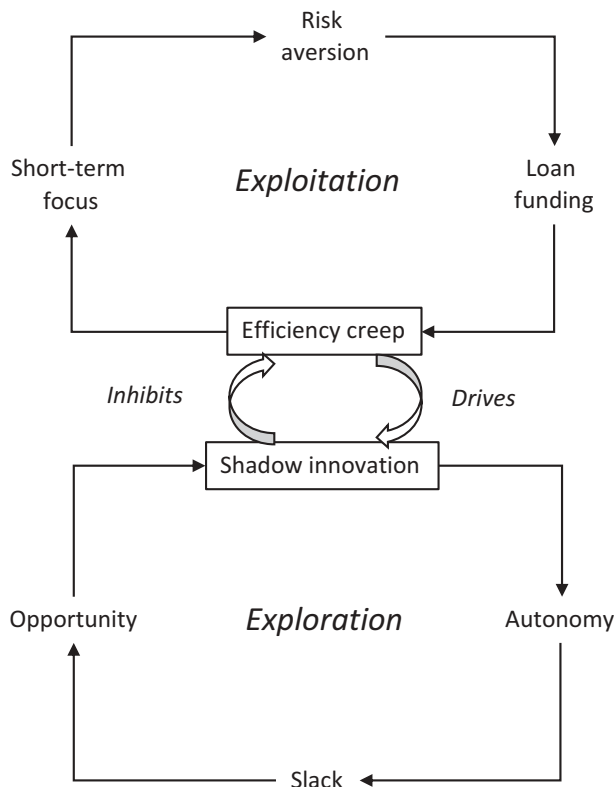 Risk
aversion
Short-term
focus
Exploitation
Loan
funding
Efficiency creep
Inhibits
Drives
Shadow innovation
Opportunity
Exploration
Autonomy
Slack